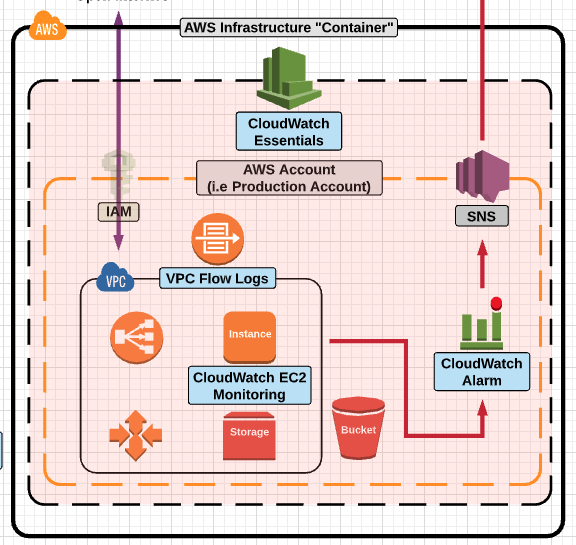 AWS Infrastructure "Container"
AWS
CloudWatch
Essentials
AWS Account
(i.e Production Account)
IAM
SNS
VPC
VPC Flow Logs
Instance
CloudWatch EC2
Monitoring
CloudWatch
Alarm
Storage
Bucket